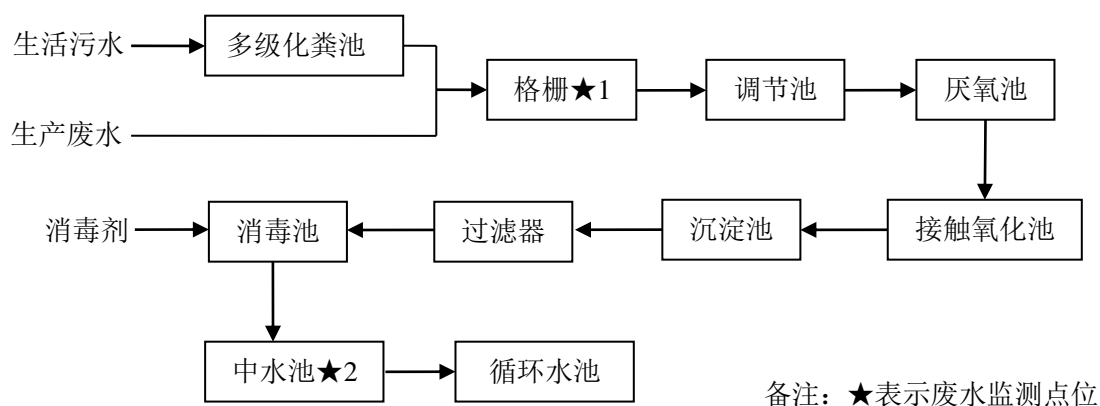 生活污水
多级化粪池
格栅★1
调节池
厌氧池
生产废水
消毒剂
消毒池
过滤器
沉淀池
接触氧化池
中水池★2
循环水池
备注：★表示废水监测点位